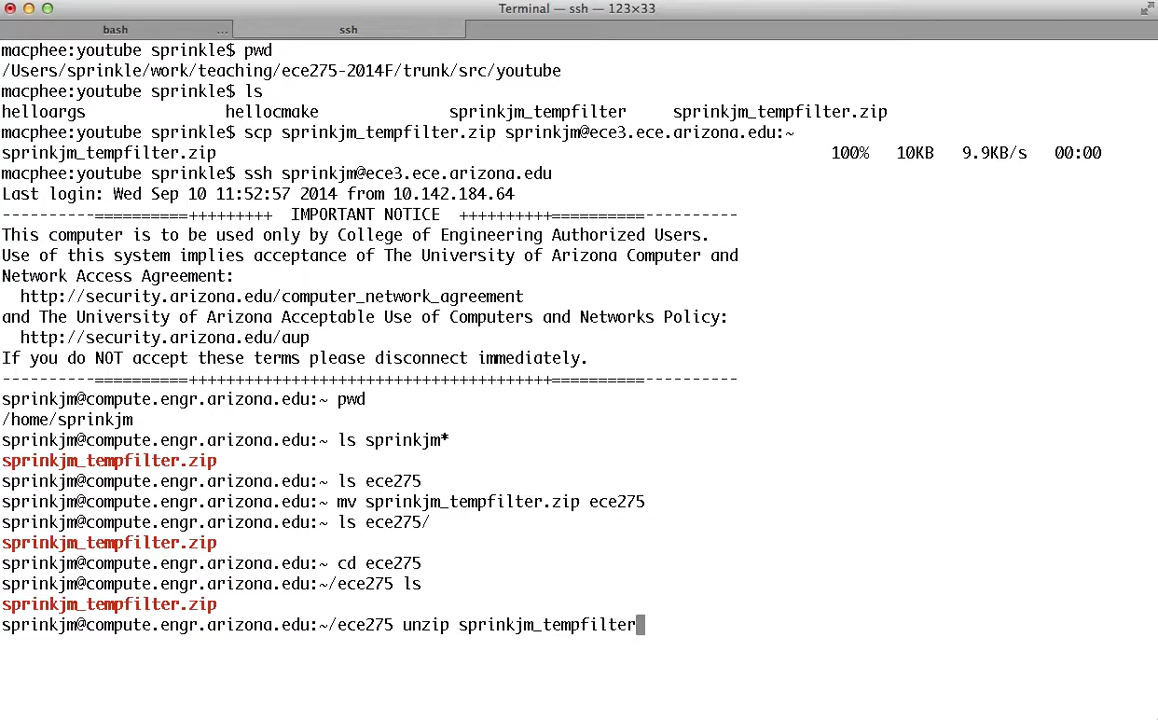 Terminal — ssh — 123×33
bash ... ssh
macphee:youtube sprinkle$ pwd
/Users/sprinkle/work/teaching/ece275-2014F/trunk/src/youtube
macphee:youtube sprinkle$ ls
helloargs hellocmake sprinkjm_tempfilter sprinkjm_tempfilter.zip
macphee:youtube sprinkle$ scp sprinkjm_tempfilter.zip sprinkjm@ece3.ece.arizona.edu:~
sprinkjm_tempfilter.zip 100% 10KB 9.9KB/s 00:00
macphee:youtube sprinkle$ ssh sprinkjm@ece3.ece.arizona.edu
Last login: Wed Sep 10 11:52:57 2014 from 10.142.184.64
----------==========+++++++++ IMPORTANT NOTICE ++++++++++==========----------
This computer is to be used only by College of Engineering Authorized Users.
Use of this system implies acceptance of The University of Arizona Computer and
Network Access Agreement:
http://security.arizona.edu/computer_network_agreement
and The University of Arizona Acceptable Use of Computers and Networks Policy:
http://security.arizona.edu/aup
If you do NOT accept these terms please disconnect immediately.
----------==========+++++++++++++++++++++++++++++++++++++++==========----------
sprinkjm@compute.engr.arizona.edu:~ pwd
/home/sprinkjm
sprinkjm@compute.engr.arizona.edu:~ ls sprinkjm*
sprinkjm_tempfilter.zip
sprinkjm@compute.engr.arizona.edu:~ ls ece275
sprinkjm@compute.engr.arizona.edu:~ mv sprinkjm_tempfilter.zip ece275
sprinkjm@compute.engr.arizona.edu:~ ls ece275/
sprinkjm_tempfilter.zip
sprinkjm@compute.engr.arizona.edu:~ cd ece275
sprinkjm@compute.engr.arizona.edu:~/ece275 ls
sprinkjm_tempfilter.zip
sprinkjm@compute.engr.arizona.edu:~/ece275 unzip sprinkjm_tempfilter